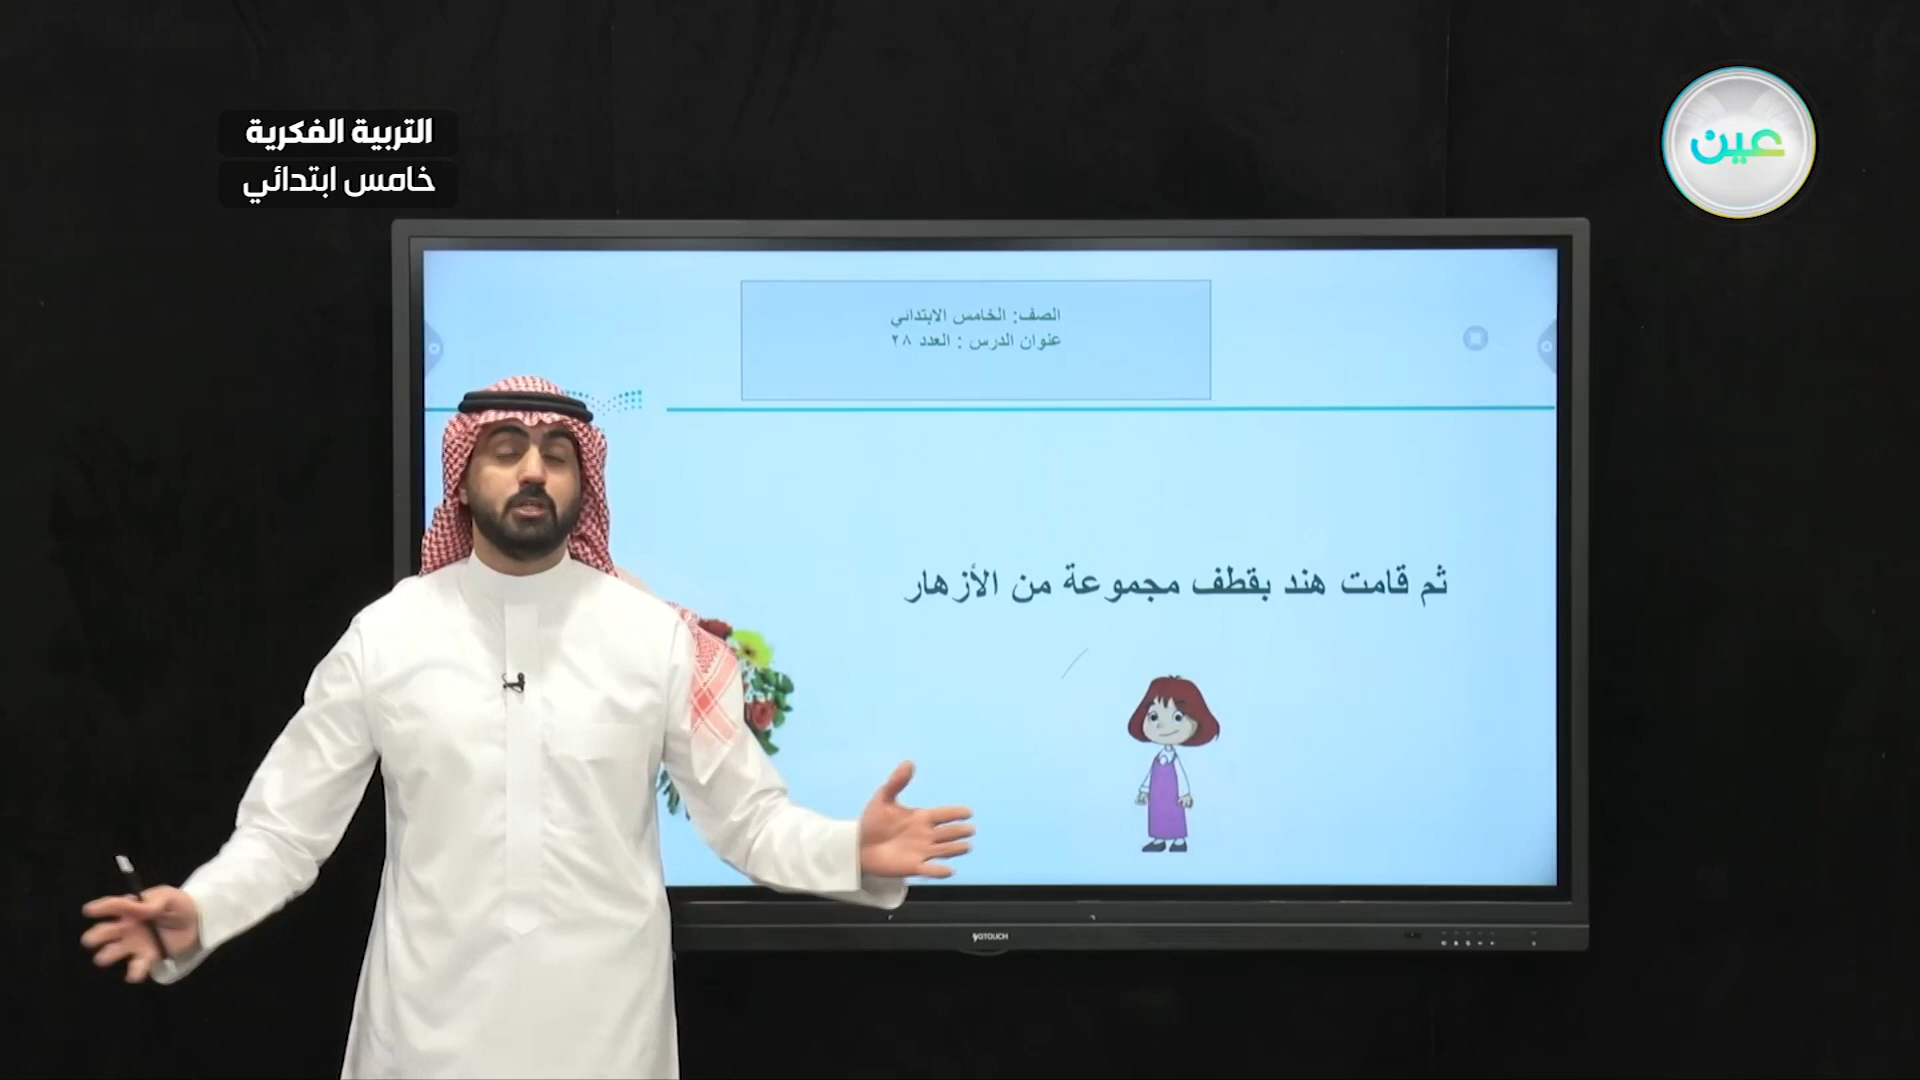 التربية الفكرية
خامس ابتدائي
عين
الصف: الخامس الابتدائي
عنوان الدرس : العدد ٢٨
ثم قامت هند بقطف مجموعة من الأزهار
YQTOUCH